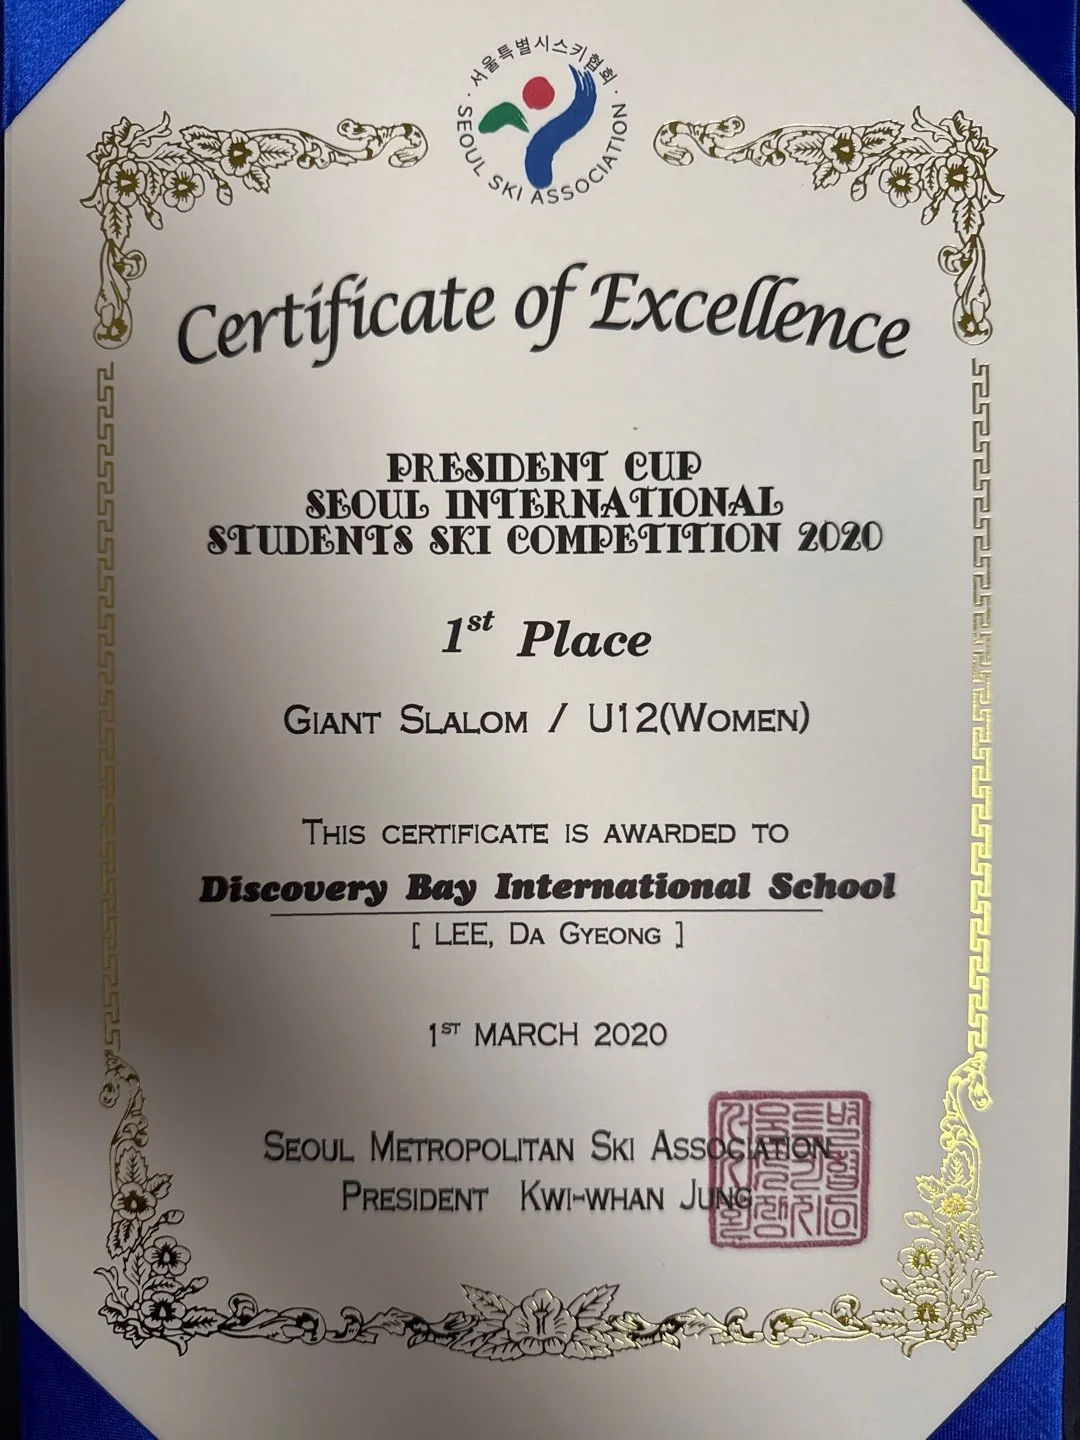 서울특별시스키협회
SEOUL SKI ASSOCIATION
Certificate of Excellence
PRESIDENT CUP
SEOUL INTERNATIONAL
STUDENTS SKI COMPETITION 2020
1st Place
GIANT SLALOM / U12(WOMEN)
THIS CERTIFICATE IS AWARDED TO
Discovery Bay International School
[ LEE, DA GYEONG ]
1ST MARCH 2020
SEOUL METROPOLITAN SKI ASSOCIATION
PRESIDENT KWI-WHAN JUNG